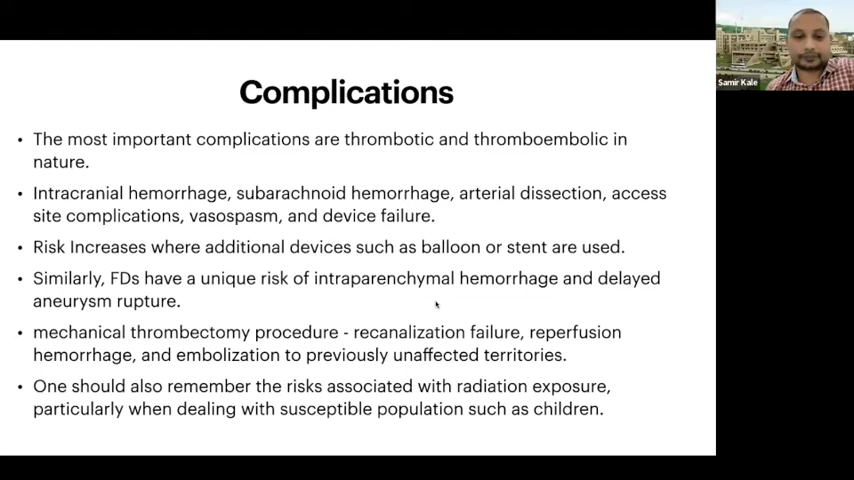 Complications
• The most important complications are thrombotic and thromboembolic in
nature.
• Intracranial hemorrhage, subarachnoid hemorrhage, arterial dissection, access
site complications, vasospasm, and device failure.
• Risk Increases where additional devices such as balloon or stent are used.
• Similarly, FDs have a unique risk of intraparenchymal hemorrhage and delayed
aneurysm rupture.
• mechanical thrombectomy procedure - recanalization failure, reperfusion
hemorrhage, and embolization to previously unaffected territories.
• One should also remember the risks associated with radiation exposure,
particularly when dealing with susceptible population such as children.
Samir Kale